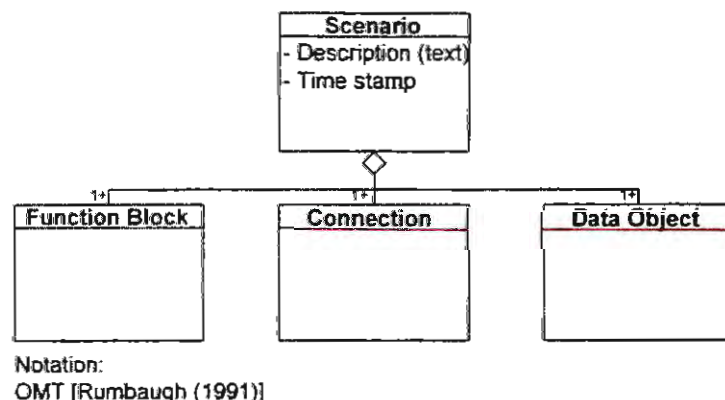 Scenario
- Description (text)
- Time stamp
1+ 1+ 1+
Function Block Connection Data Object
Notation:
OMT [Rumbaugh (1991)]